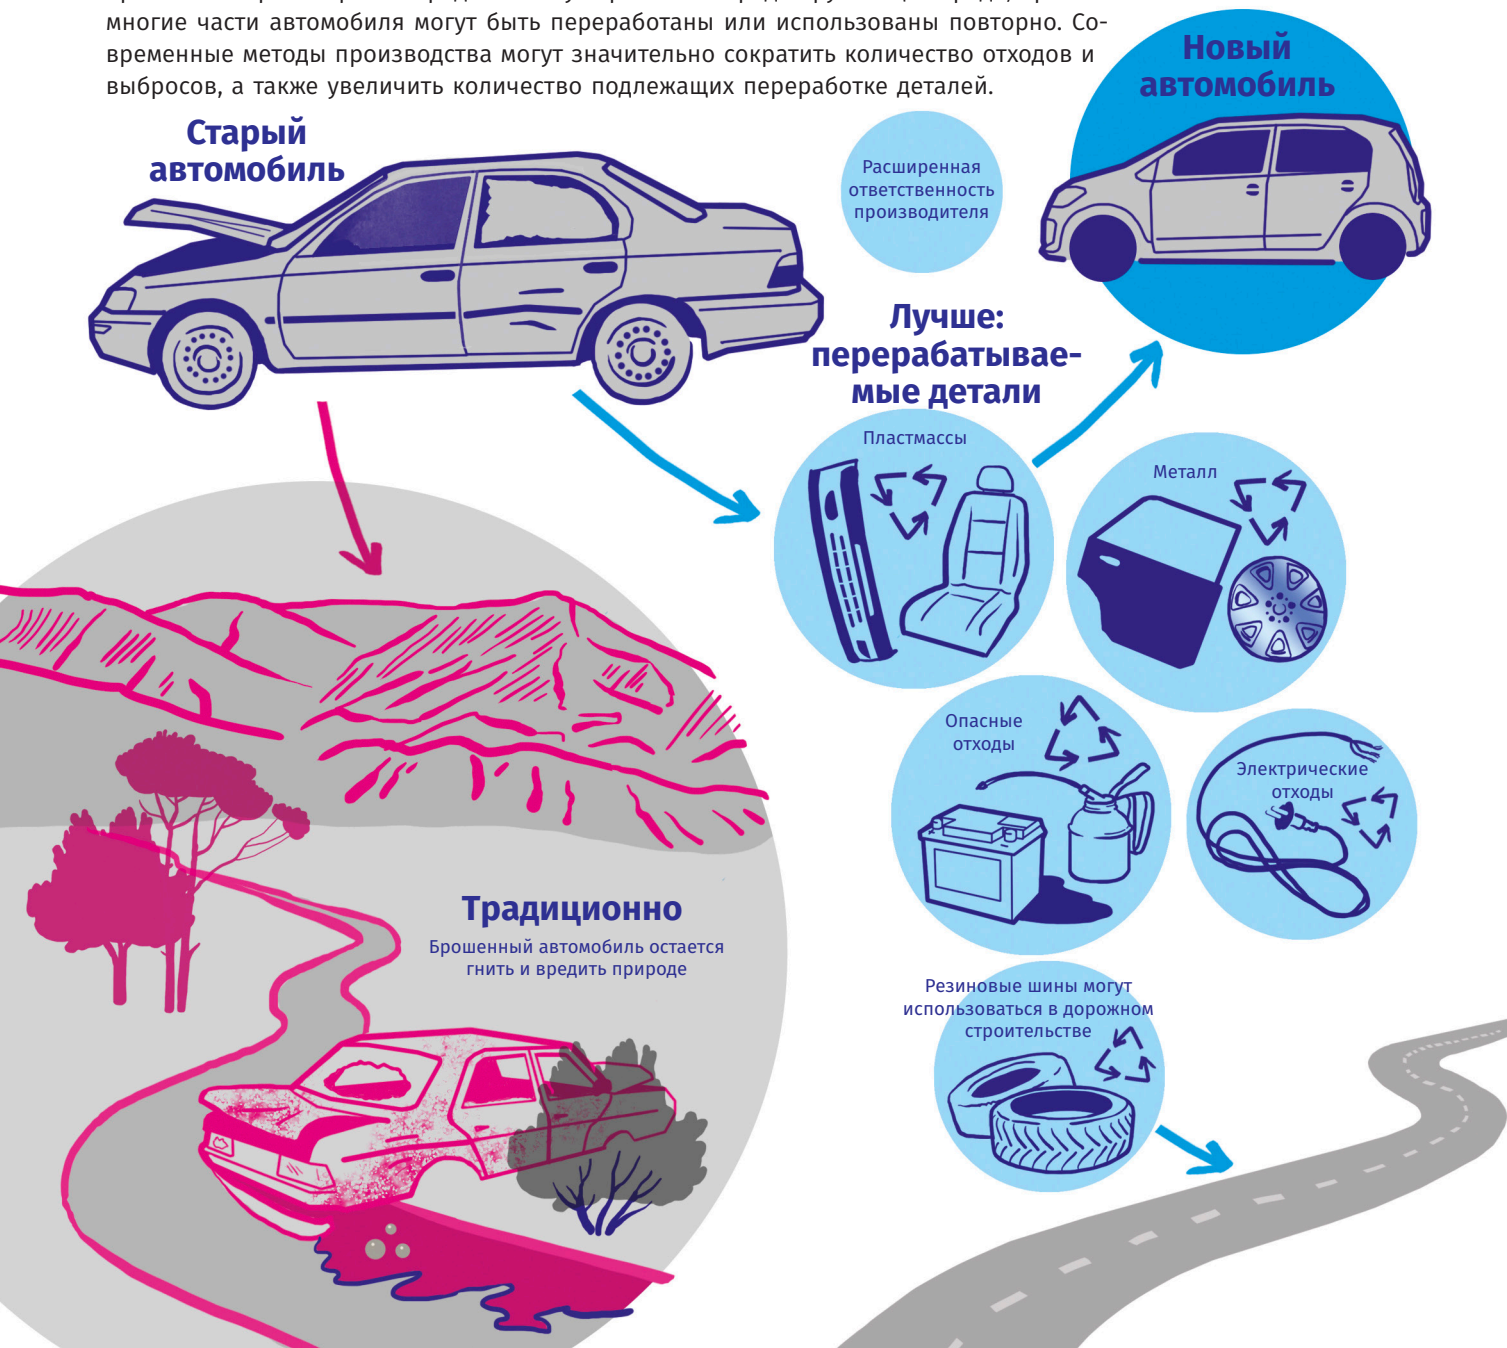 многие части автомобиля могут быть переработаны или использованы повторно. Со-
временные методы производства могут значительно сократить количество отходов и
выбросов, а также увеличить количество подлежащих переработке деталей.
Новый
автомобиль
Старый
автомобиль
Расширенная
ответственность
производителя
Лучше:
перерабатывае-
мые детали
Пластмассы
Металл
Опасные
отходы
Электрические
отходы
Традиционно
Брошенный автомобиль остается
гнить и вредить природе
Резиновые шины могут
использоваться в дорожном
строительстве